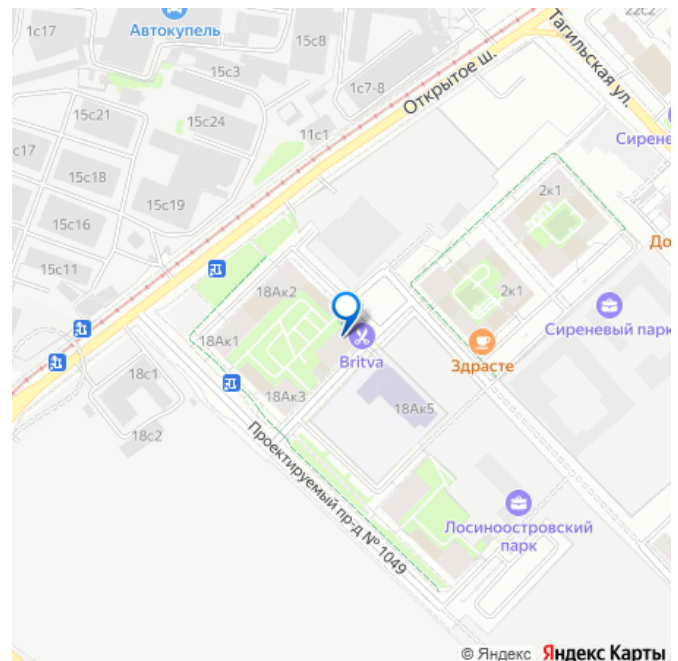 1с17
Автокупель
15с8
22с2
Тагильская ул.
15с3
1с7-8
Открытое ш.
15с21
15с24
11с1
Сирене
с17
15с18
15с19
2к1
15с16
До
15с11
18Ак2
2к1
Сиреневый парк
18Ак1
Britva
Здрасте
18с1
18Ак3
18Ак5
18с2
Проектируемый пр-д № 1049
Лосиноостровский
парк
© Яндекс Яндекс Карты